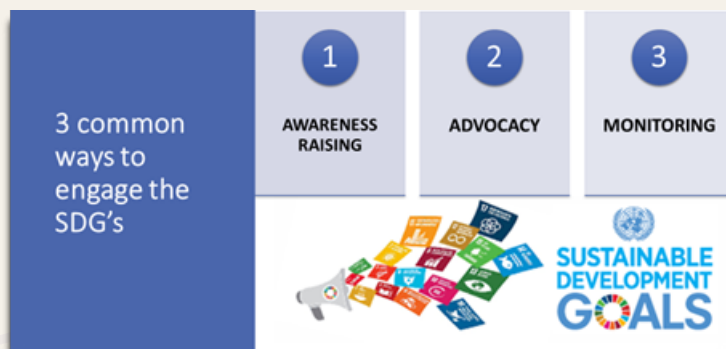 3 common
ways to
engage the
SDG's
1
AWARENESS
RAISING
2
ADVOCACY
3
MONITORING
SUSTAINABLE
DEVELOPMENT
GOALS